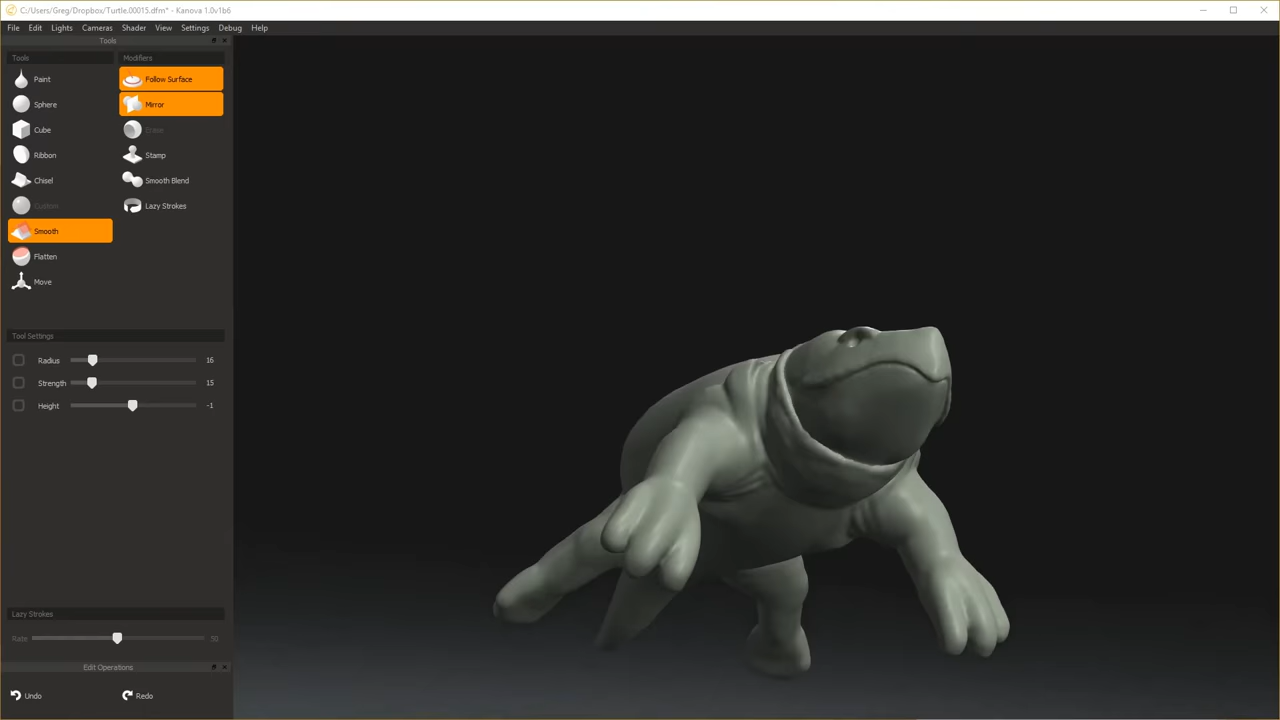 C:/Users/Greg/Dropbox/Turtle.00015.dfm* - Kanova 1.0v1b6
File Edit Lights Cameras Shader View Settings Debug Help
Tools
Tools Modifiers
Paint Follow Surface
Sphere Mirror
Cube Erase
Ribbon Stamp
Chisel Smooth Blend
Custom Lazy Strokes
Smooth
Flatten
Move
Tool Settings
Radius 16
Strength 15
Height -1
Lazy Strokes
Rate 50
Edit Operations
Undo Redo